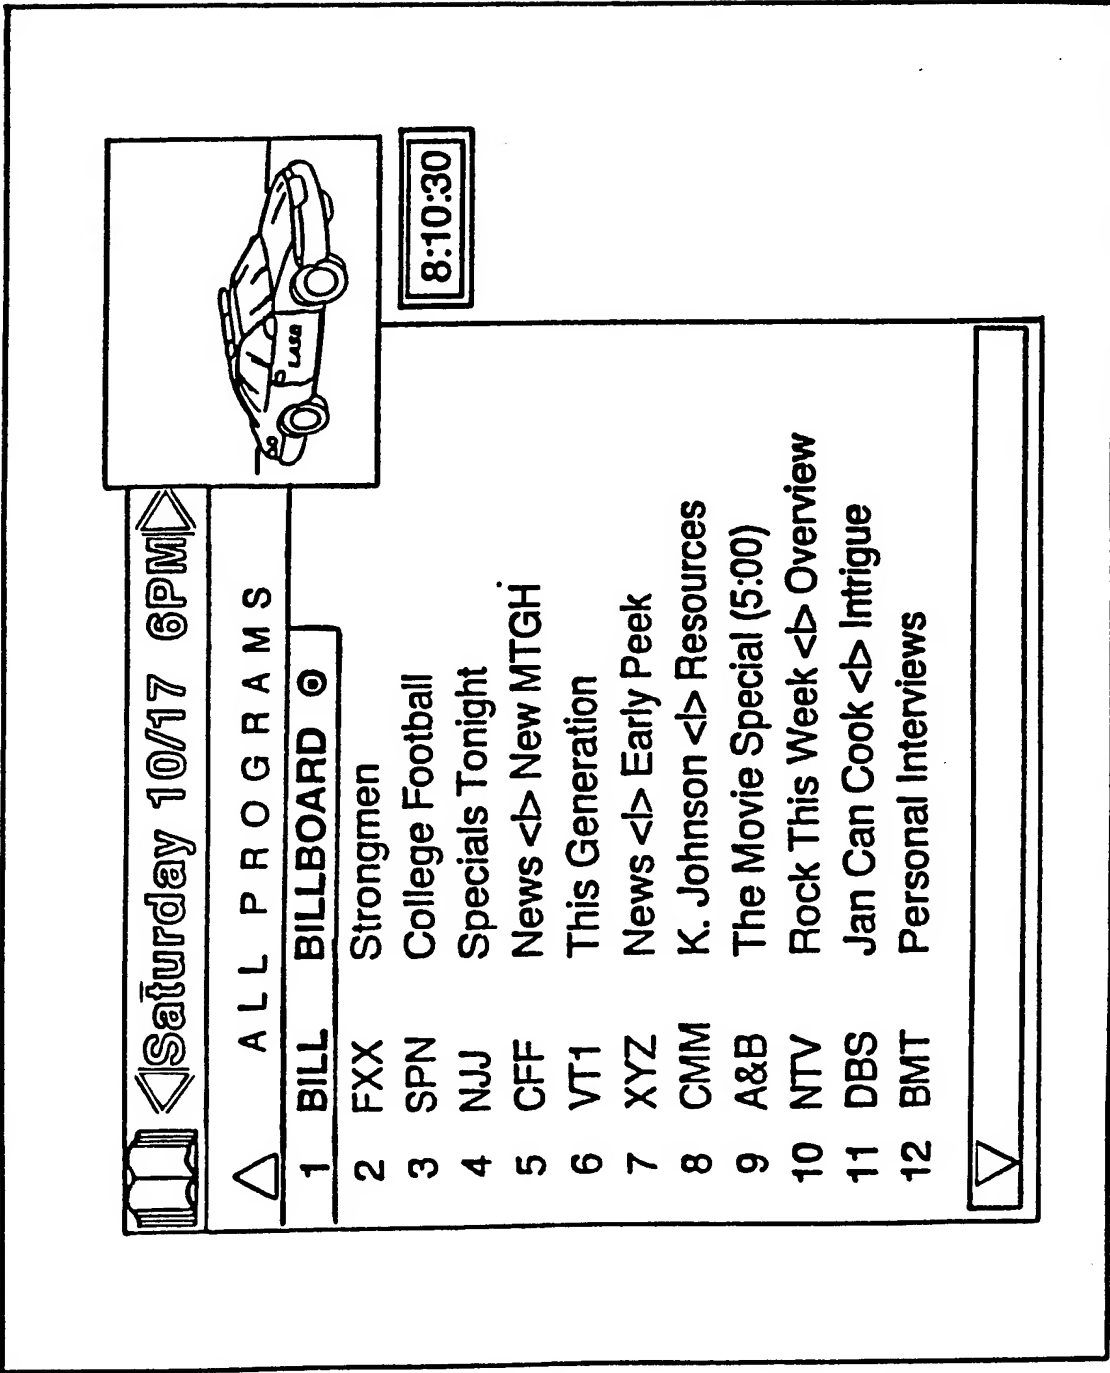 Saturday 10/17 6PM
ALL PROGRAMS
1 BILL BILLBOARD
2 FXX Strongmen
3 SPN College Football
4 NJJ Specials Tonight
5 CFF News <I> New MTGH
6 VT1 This Generation
7 XYZ News <I> Early Peek
8 CMM K. Johnson <I> Resources
9 A&B The Movie Special (5:00)
10 NTV Rock This Week <I> Overview
11 DBS Jan Can Cook <I> Intrigue
12 BMT Personal Interviews
8:10:30